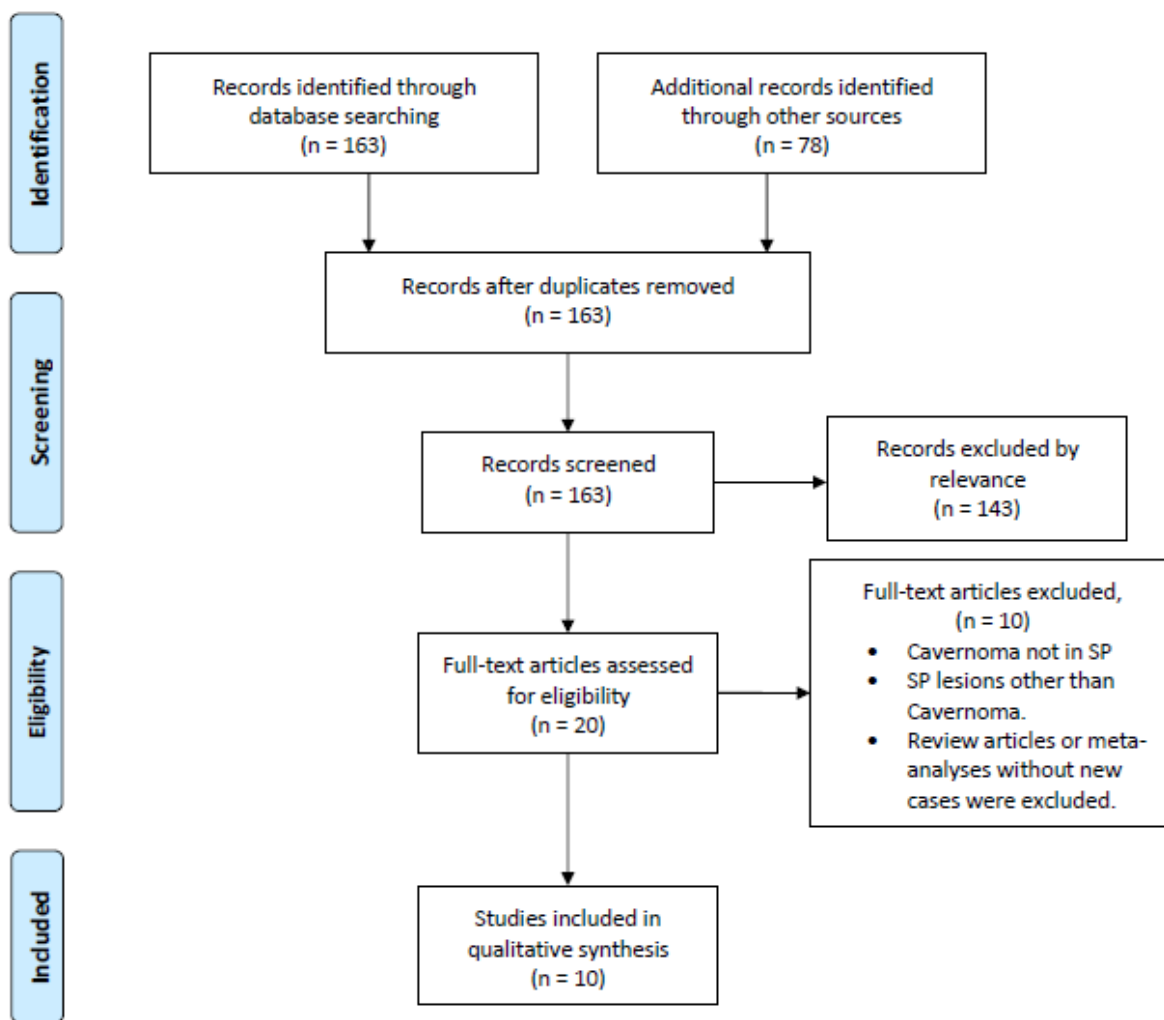 Identification
Records identified through
database searching
(n = 163)
Additional records identified
through other sources
(n = 78)
Records after duplicates removed
(n = 163)
Screening
Records screened
(n = 163)
Records excluded by
relevance
(n = 143)
Eligibility
Full-text articles assessed
for eligibility
(n = 20)
Full-text articles excluded,
(n = 10)
• Cavernoma not in SP
• SP lesions other than
Cavernoma.
• Review articles or meta-
analyses without new
cases were excluded.
Included
Studies included in
qualitative synthesis
(n = 10)